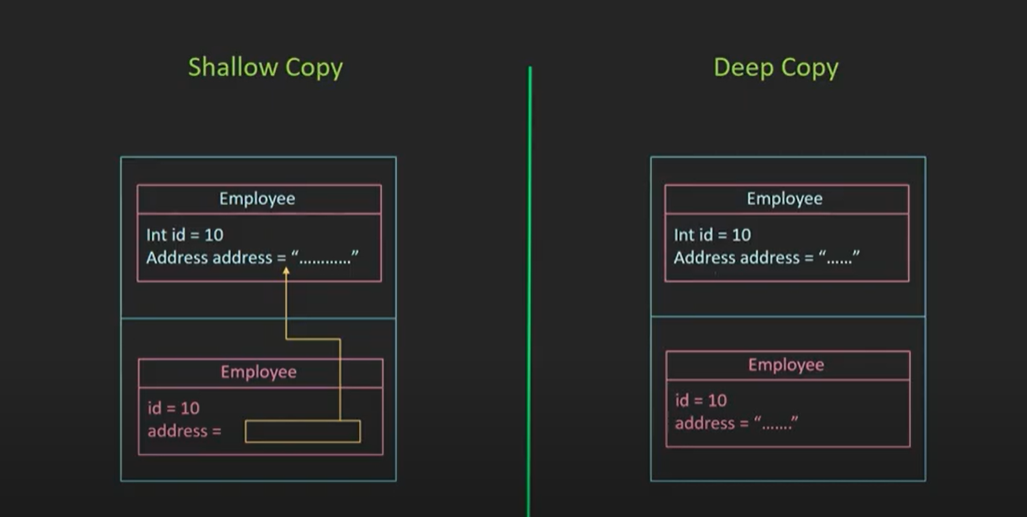 Shallow Copy
Employee
Int id = 10
Address address = “............”
Employee
id = 10
address =
Deep Copy
Employee
Int id = 10
Address address = “......”
Employee
id = 10
address = “.......”